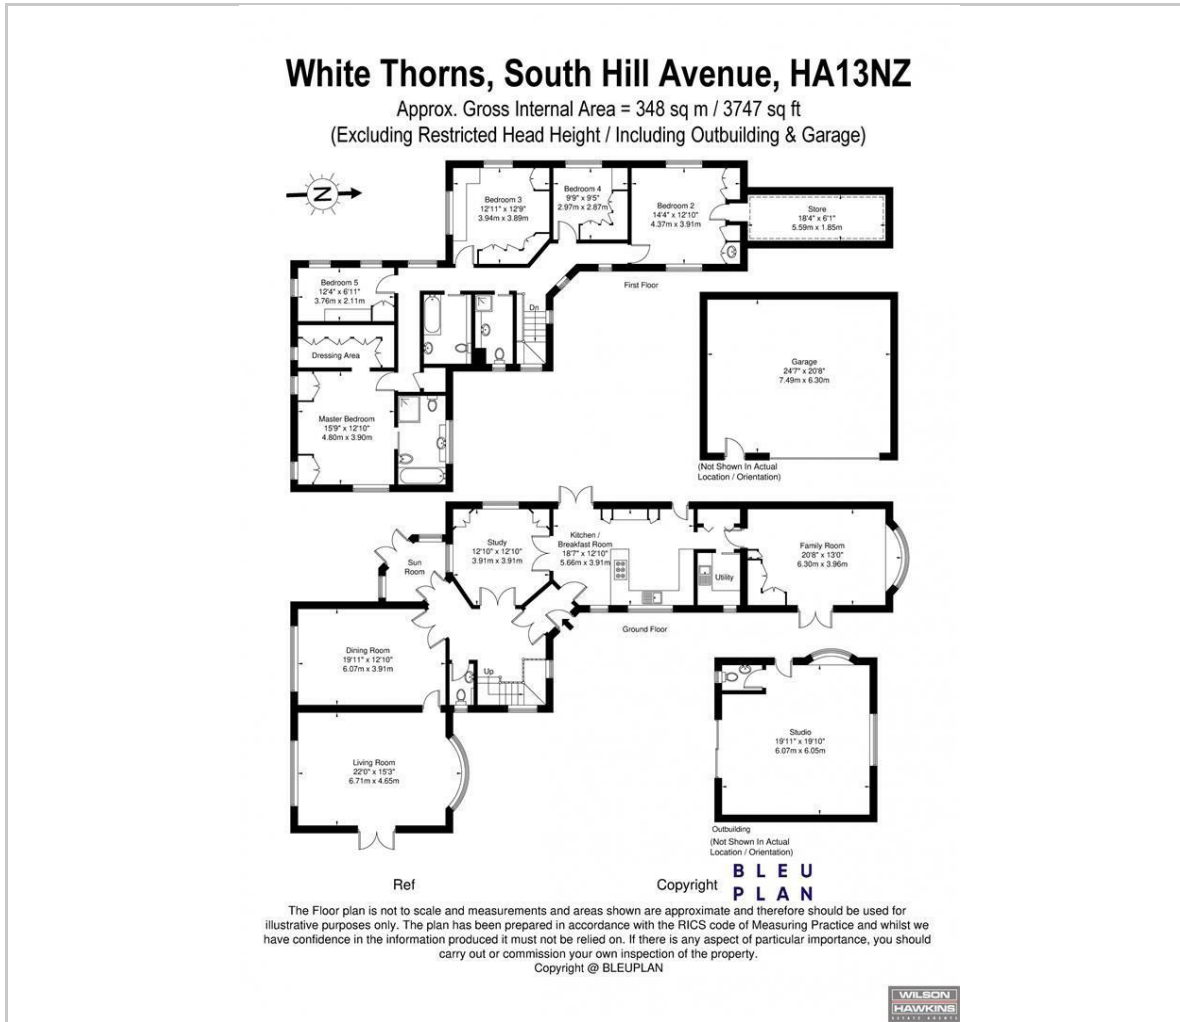 White Thorns, South Hill Avenue, HA13NZ
Approx. Gross Internal Area = 348 sq m / 3747 sq ft
(Excluding Restricted Head Height / Including Outbuilding & Garage)
N
Bedroom 3
12'11" x 12'9"
3.94m x 3.89m
Bedroom 4
9'9" x 9'5"
2.97m x 2.87m
Bedroom 2
14'4" x 12'10"
4.37m x 3.91m
Store
18'4" x 6'1"
5.59m x 1.85m
Bedroom 5
12'4" x 6'11"
3.76m x 2.11m
First Floor
Dn
Dressing Area
Garage
24'7" x 20'8"
7.49m x 6.30m
Master Bedroom
15'9" x 12'10"
4.80m x 3.90m
(Not Shown In Actual
Location / Orientation)
Study
12'10" x 12'10"
3.91m x 3.91m
Kitchen /
Breakfast Room
18'7" x 12'10"
5.66m x 3.91m
Family Room
20'8" x 13'0"
6.30m x 3.96m
Sun
Room
Utility
Ground Floor
Dining Room
19'11" x 12'10"
6.07m x 3.91m
Up
Living Room
22'0" x 15'3"
6.71m x 4.65m
Studio
19'11" x 19'10"
6.07m x 6.05m
Outbuilding
(Not Shown In Actual
Location / Orientation)
Ref
Copyright
BLEU
PLAN
The Floor plan is not to scale and measurements and areas shown are approximate and therefore should be used for
illustrative purposes only. The plan has been prepared in accordance with the RICS code of Measuring Practice and whilst we
have confidence in the information produced it must not be relied on. If there is any aspect of particular importance, you should
carry out or commission your own inspection of the property.
Copyright @ BLEUPLAN
WILSON
HAWKINS
ESTATE AGENTS